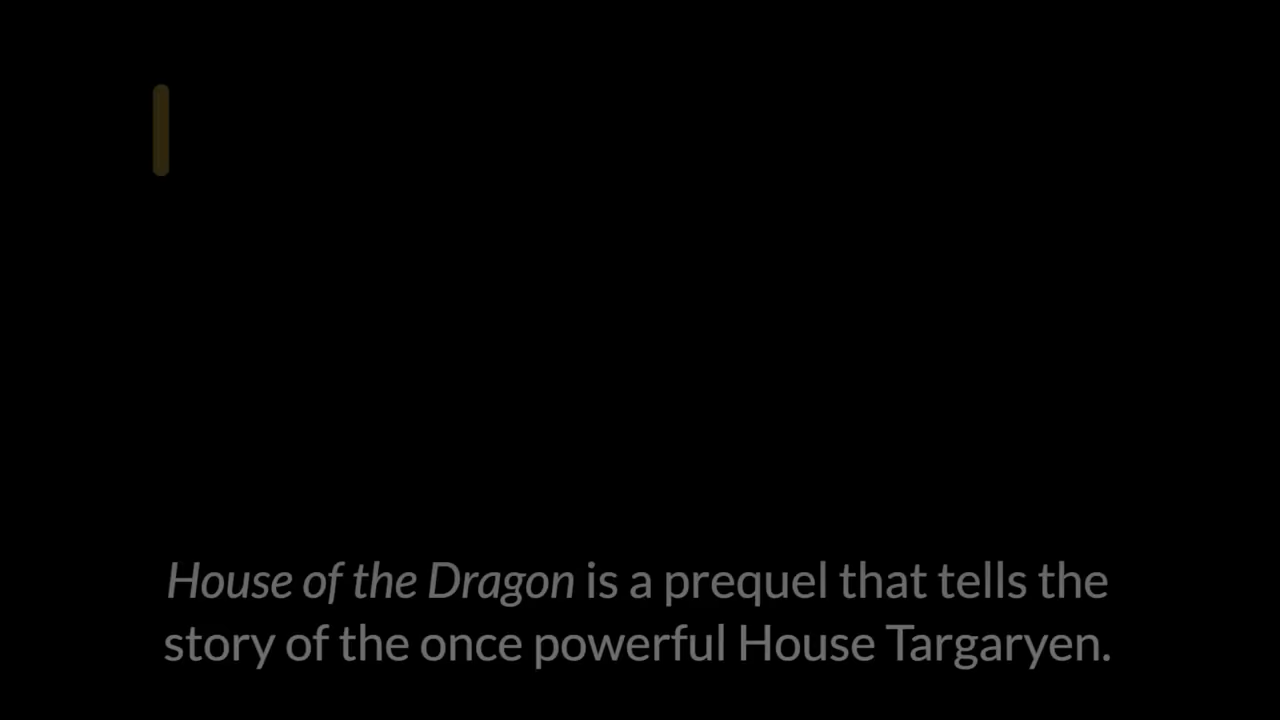 House of the Dragon is a prequel that tells the
story of the once powerful House Targaryen.